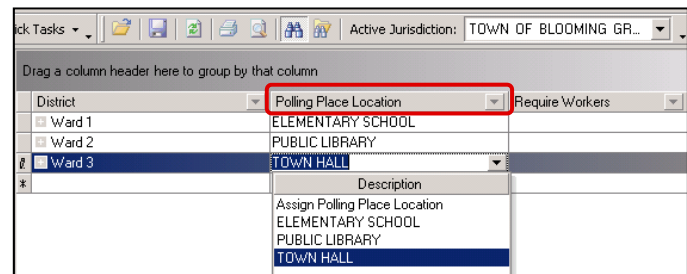 ick Tasks Active Jurisdiction: TOWN OF BLOOMING GR...
Drag a column header here to group by that column
District Polling Place Location Require Workers
Ward 1 ELEMENTARY SCHOOL
Ward 2 PUBLIC LIBRARY
Ward 3 TOWN HALL
*
Description
Assign Polling Place Location
ELEMENTARY SCHOOL
PUBLIC LIBRARY
TOWN HALL